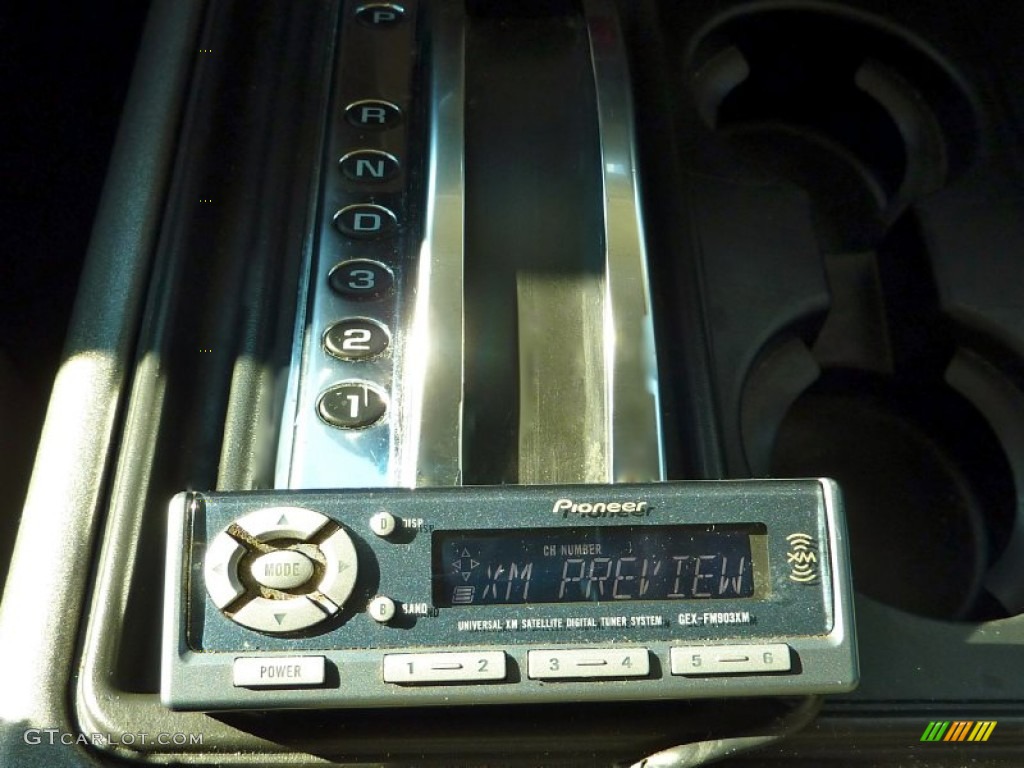 P
R
N
D
3
2
1
Pioneer
D DISP
CH NUMBER
MODE
XM PREVIEW
XM
B BAND
UNIVERSAL XM SATELLITE DIGITAL TUNER SYSTEM GEX-FM903XM
POWER 1 — 2 3 — 4 5 — 6
GTCARLOT.COM